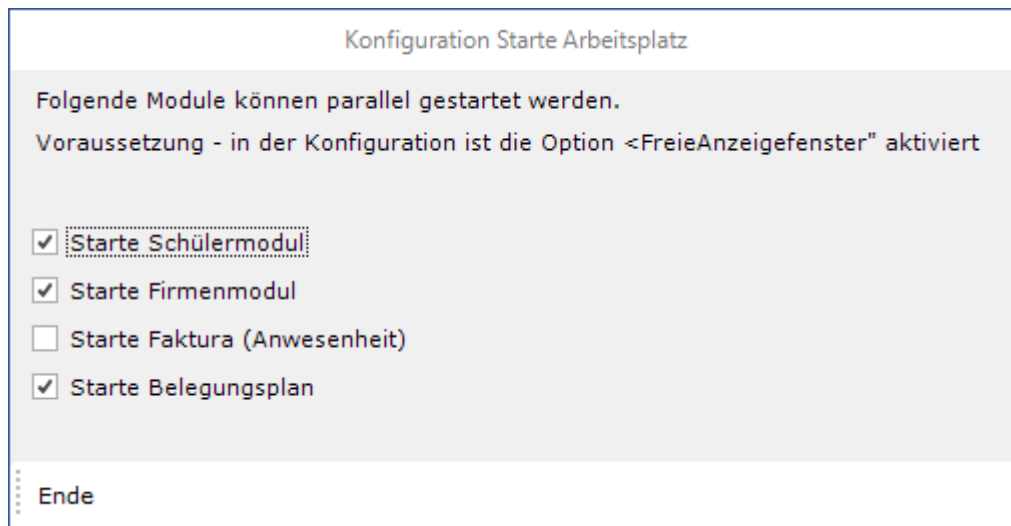 Konfiguration Starte Arbeitsplatz
Folgende Module können parallel gestartet werden.
Voraussetzung - in der Konfiguration ist die Option <FreieAnzeigefenster" aktiviert
Starte Schülermodul
Starte Firmenmodul
Starte Faktura (Anwesenheit)
Starte Belegungsplan
Ende